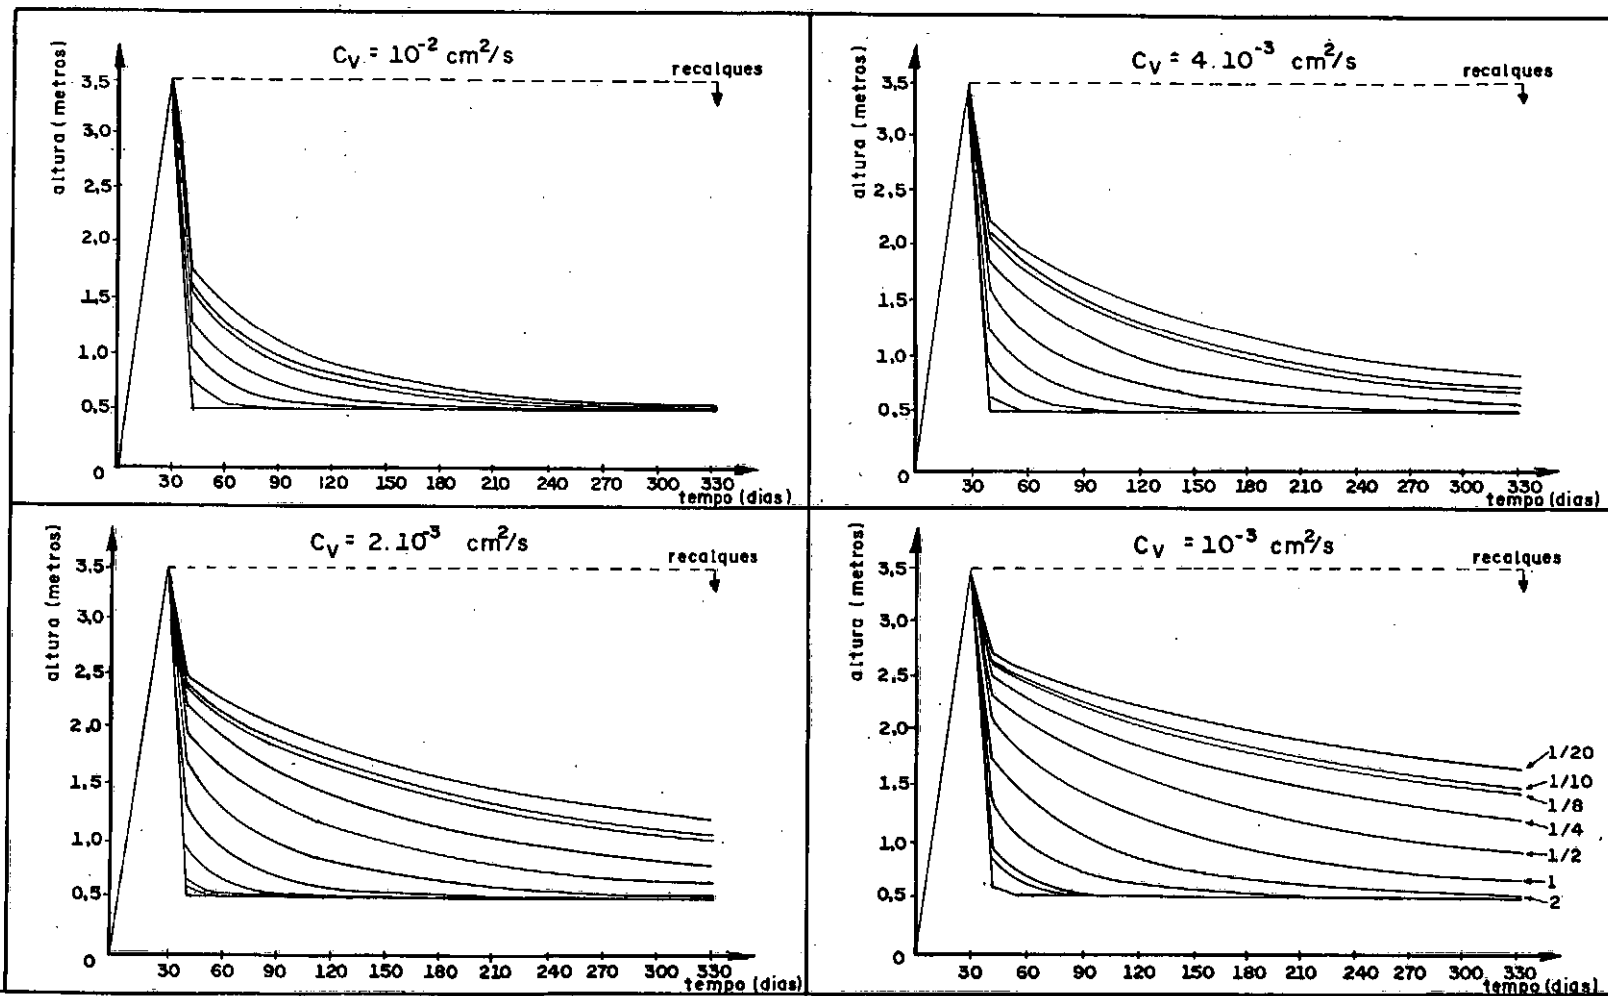 C_V = 10^-2 cm²/s
recalques
altura (metros)
3,5
3,0
2,5
2,0
1,5
1,0
0,5
0
30 60 90 120 150 180 210 240 270 300 330
tempo (dias)
C_V = 4.10^-3 cm²/s
recalques
altura (metros)
3,5
3,0
2,5
2,0
1,5
1,0
0,5
0
30 60 90 120 150 180 210 240 270 300 330
tempo (dias)
C_V = 2.10^-3 cm²/s
recalques
altura (metros)
3,5
3,0
2,5
2,0
1,5
1,0
0,5
0
30 60 90 120 150 180 210 240 270 300 330
tempo (dias)
C_V = 10^-3 cm²/s
recalques
altura (metros)
3,5
3,0
2,5
2,0
1,5
1,0
0,5
0
1/20
1/10
1/8
1/4
1/2
1
2
30 60 90 120 150 180 210 240 270 300 330
tempo (dias)